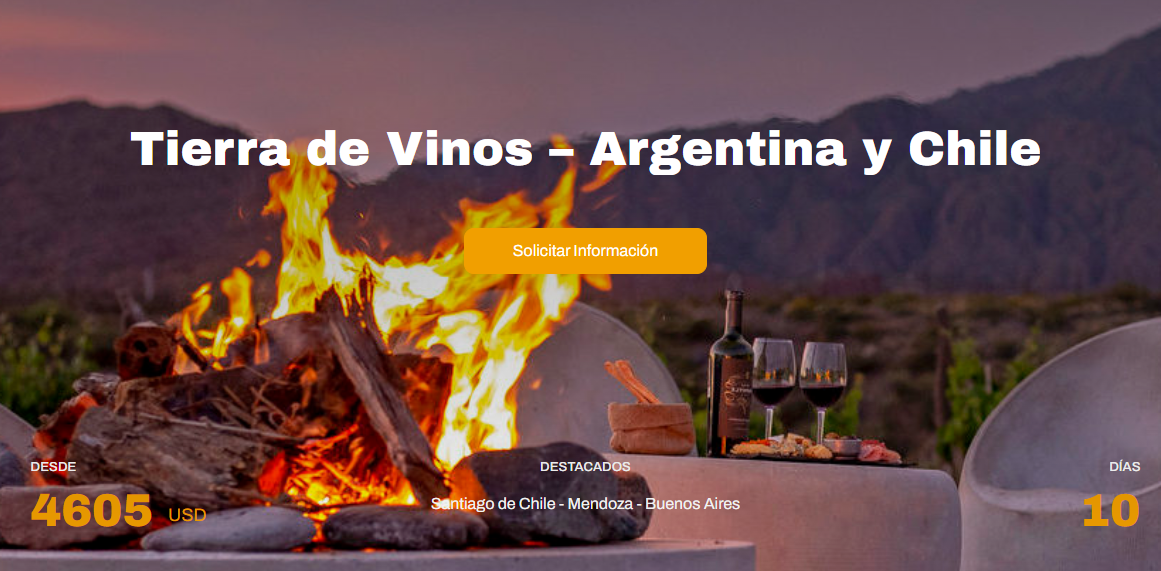 Tierra de Vinos – Argentina y Chile
Solicitar Información
DESDE
4605 USD
DESTACADOS
Santiago de Chile - Mendoza - Buenos Aires
DÍAS
10